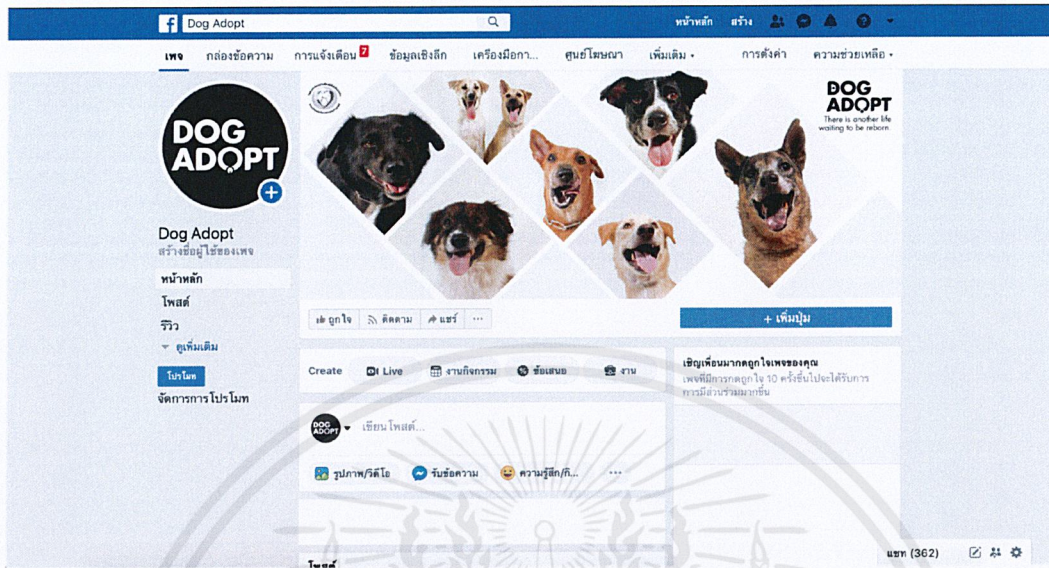 f Dog Adopt
หน้าหลัก สร้าง
เพจ กล่องข้อความ การแจ้งเตือน 7 ข้อมูลเชิงลึก เครื่องมือกา... ศูนย์โฆษณา เพิ่มเติม การตั้งค่า ความช่วยเหลือ
DOG
ADOPT
DOG
ADOPT
There is another life
waiting to be reborn
Dog Adopt
สร้างชื่อผู้ใช้ของเพจ
หน้าหลัก
โพสต์
รีวิว
ดูเพิ่มเติม
โปรโมท
จัดการการโปรโมท
ถูกใจ ติดตาม แชร์ ...
+ เพิ่มปุ่ม
Create Live งานกิจกรรม ข้อเสนอ งาน
DOG
ADOPT
เขียนโพสต์...
รูปภาพ/วิดีโอ รับข้อความ ความรู้สึก/กิ... ...
เชิญเพื่อนมากดถูกใจเพจของคุณ
เพจที่มีการกดถูกใจ 10 ครั้งขึ้นไปจะได้รับการ
การมีส่วนร่วมมากขึ้น
โพสต์
แชท (362)